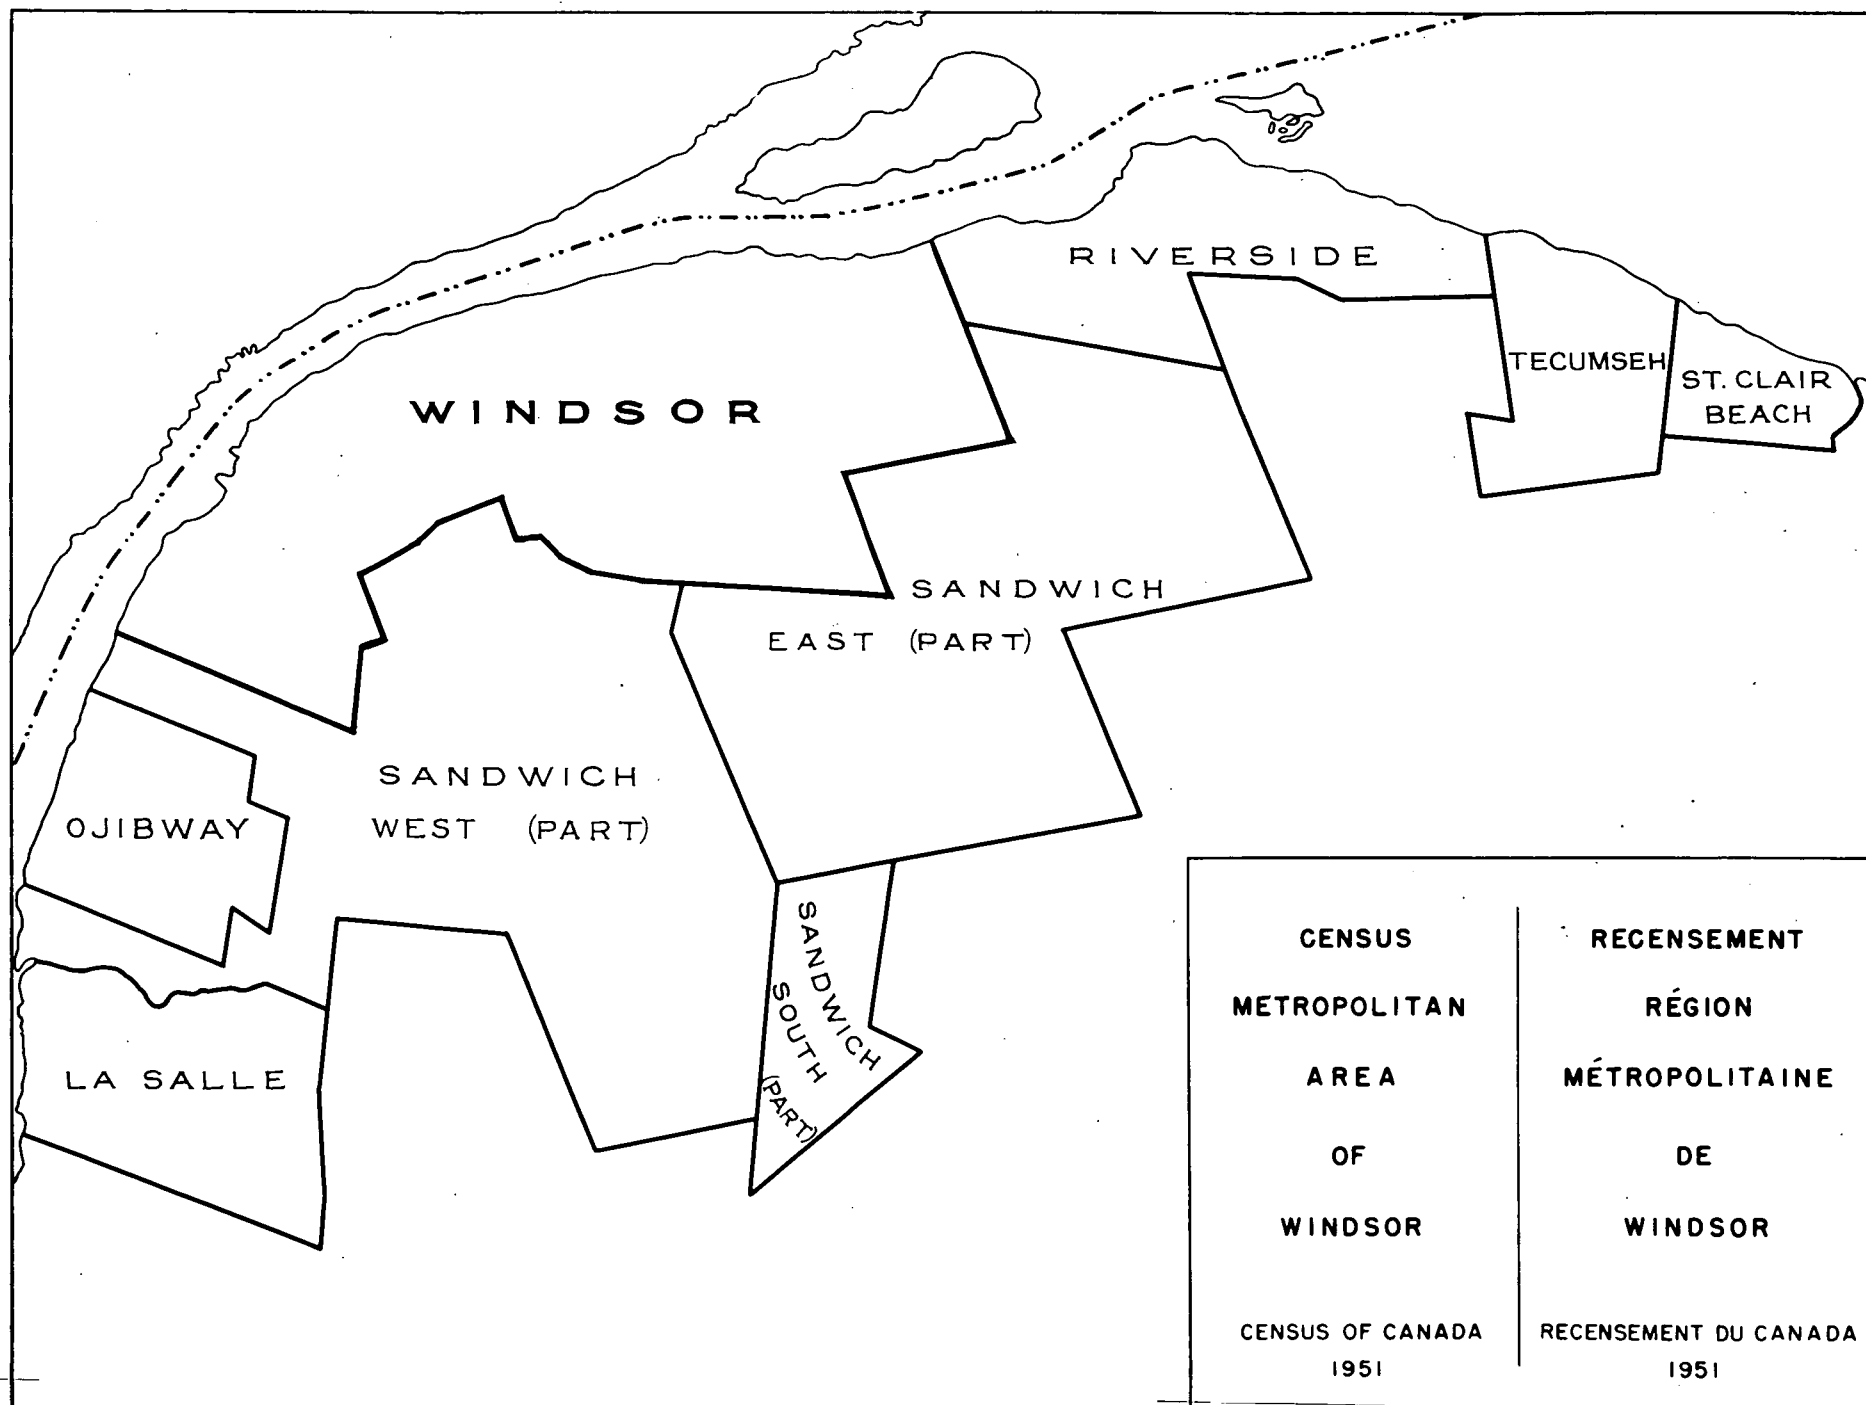 RIVERSIDE
TECUMSEH
ST. CLAIR
BEACH
WINDSOR
SANDWICH
EAST (PART)
SANDWICH
WEST (PART)
OJIBWAY
SANDWICH
SOUTH
(PART)
LA SALLE
CENSUS
METROPOLITAN
AREA
OF
WINDSOR
CENSUS OF CANADA
1951
RECENSEMENT
RÉGION
MÉTROPOLITAINE
DE
WINDSOR
RECENSEMENT DU CANADA
1951